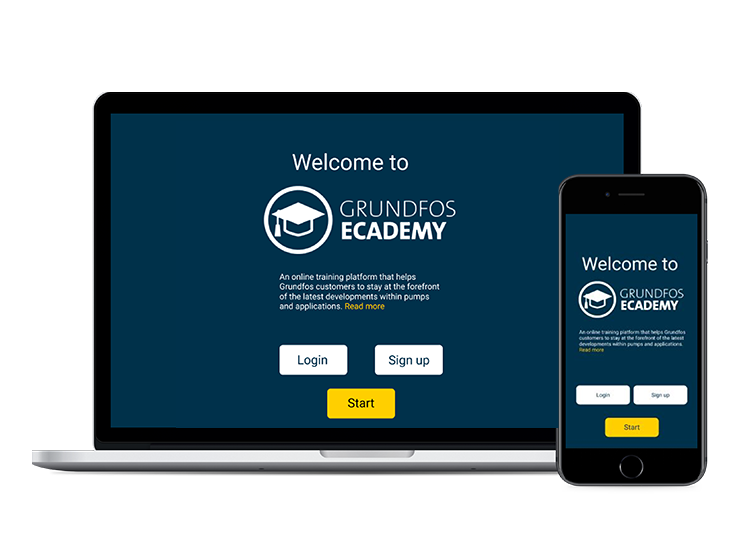 Welcome to
GRUNDFOS
ECADEMY
An online training platform that helps
Grundfos customers to stay at the forefront
of the latest developments within pumps
and applications. Read more
Login
Sign up
Start
Welcome to
GRUNDFOS
ECADEMY
An online training platform that helps Grundfos
customers to stay at the forefront of the latest
developments within pumps and applications.
Read more
Login
Sign up
Start